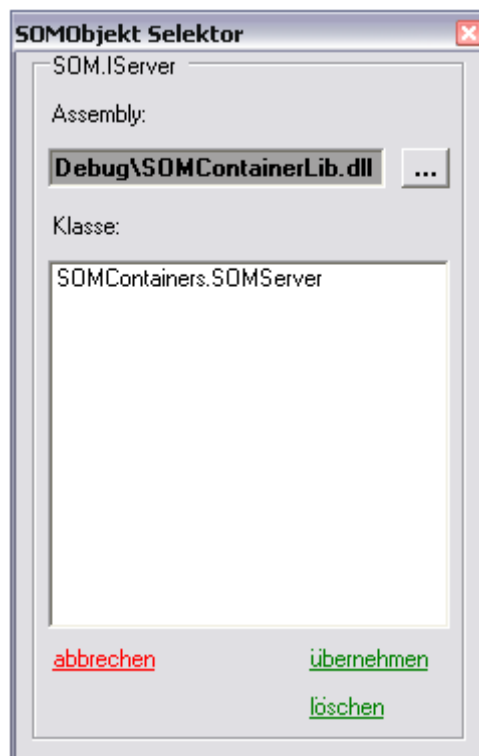 SOMObjekt Selektor
SOM.IServer
Assembly:
Debug\SOMContainerLib.dll ...
Klasse:
SOMContainers.SOMServer
abbrechen übernehmen
löschen